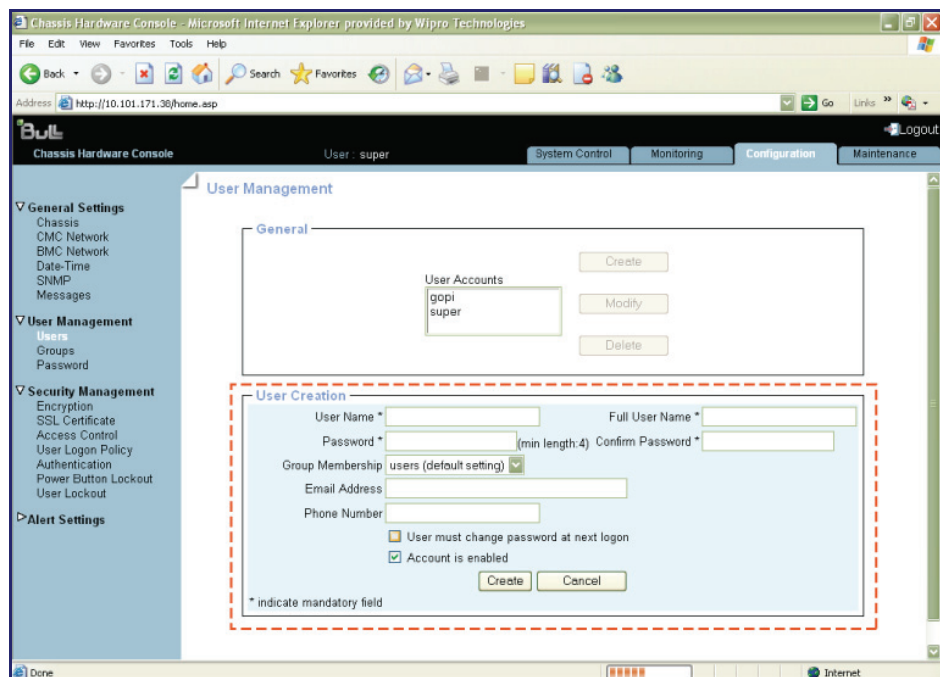 Chassis Hardware Console - Microsoft Internet Explorer provided by Wipro Technologies
File Edit View Favorites Tools Help
Back Search Favorites
Address http://10.101.171.38/home.asp Go Links »
Bull Logout
Chassis Hardware Console User : super System Control Monitoring Configuration Maintenance
User Management
General Settings
Chassis
CMC Network
BMC Network
Date-Time
SNMP
Messages
User Management
Users
Groups
Password
Security Management
Encryption
SSL Certificate
Access Control
User Logon Policy
Authentication
Power Button Lockout
User Lockout
Alert Settings
General
User Accounts
gopi
super
Create
Modify
Delete
User Creation
User Name * Full User Name *
Password * (min length:4) Confirm Password *
Group Membership users (default setting)
Email Address
Phone Number
User must change password at next logon
Account is enabled
Create Cancel
* indicate mandatory field
Done Internet